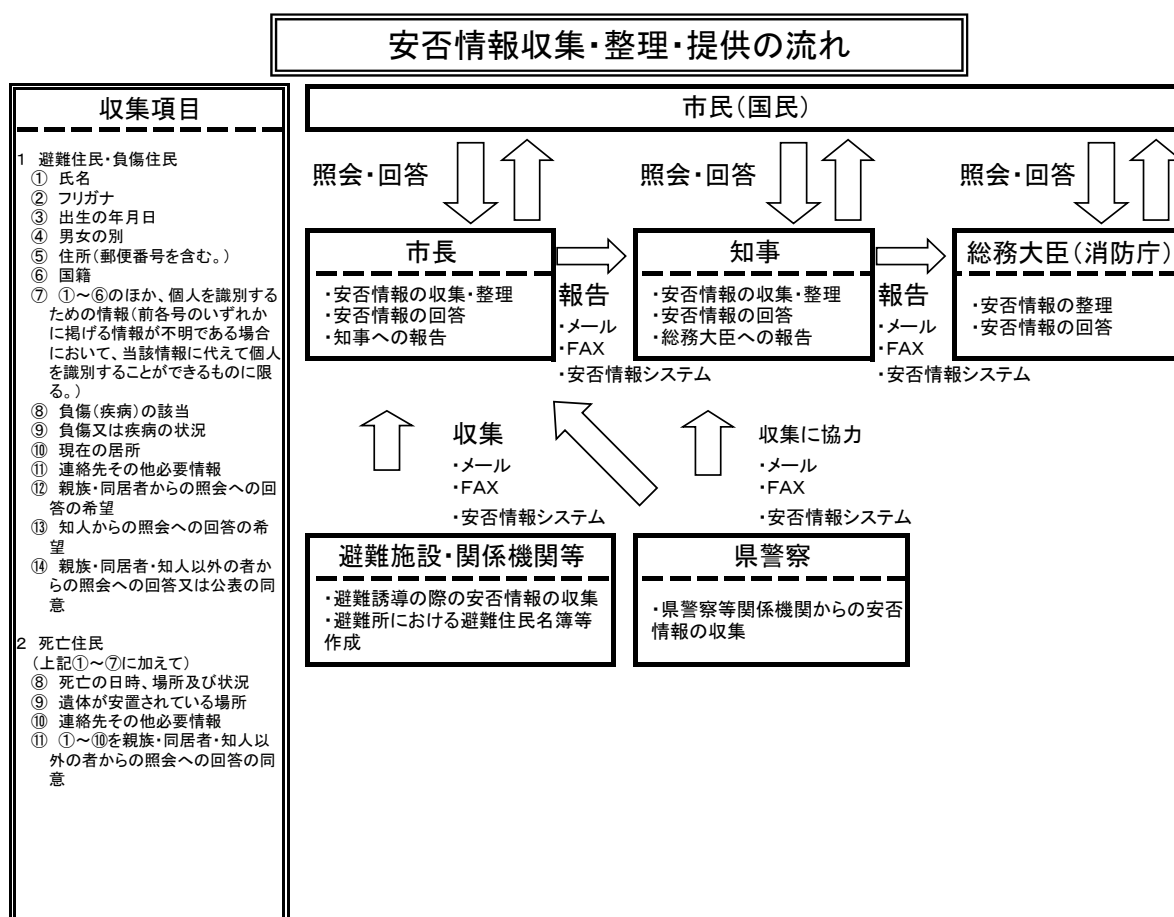 安否情報収集・整理・提供の流れ
収集項目
1 避難住民・負傷住民
① 氏名
② フリガナ
③ 出生の年月日
④ 男女の別
⑤ 住所(郵便番号を含む。)
⑥ 国籍
⑦ ①～⑥のほか、個人を識別する
ための情報(前各号のいずれか
に掲げる情報が不明である場合
において、当該情報に代えて個人
を識別することができるものに限
る。)
⑧ 負傷(疾病)の該当
⑨ 負傷又は疾病の状況
⑩ 現在の居所
⑪ 連絡先その他必要情報
⑫ 親族・同居者からの照会への回
答の希望
⑬ 知人からの照会への回答の希
望
⑭ 親族・同居者・知人以外の者か
らの照会への回答又は公表の同
意
2 死亡住民
(上記①～⑦に加えて)
⑧ 死亡の日時、場所及び状況
⑨ 遺体が安置されている場所
⑩ 連絡先その他必要情報
⑪ ①～⑩を親族・同居者・知人以
外の者からの照会への回答の同
意
市民(国民)
照会・回答
照会・回答
照会・回答
市長
・安否情報の収集・整理
・安否情報の回答
・知事への報告
報告
・メール
・FAX
・安否情報システム
知事
・安否情報の収集・整理
・安否情報の回答
・総務大臣への報告
報告
・メール
・FAX
・安否情報システム
総務大臣(消防庁)
・安否情報の整理
・安否情報の回答
収集
・メール
・FAX
・安否情報システム
収集に協力
・メール
・FAX
・安否情報システム
避難施設・関係機関等
・避難誘導の際の安否情報の収集
・避難所における避難住民名簿等
作成
県警察
・県警察等関係機関からの安否
情報の収集